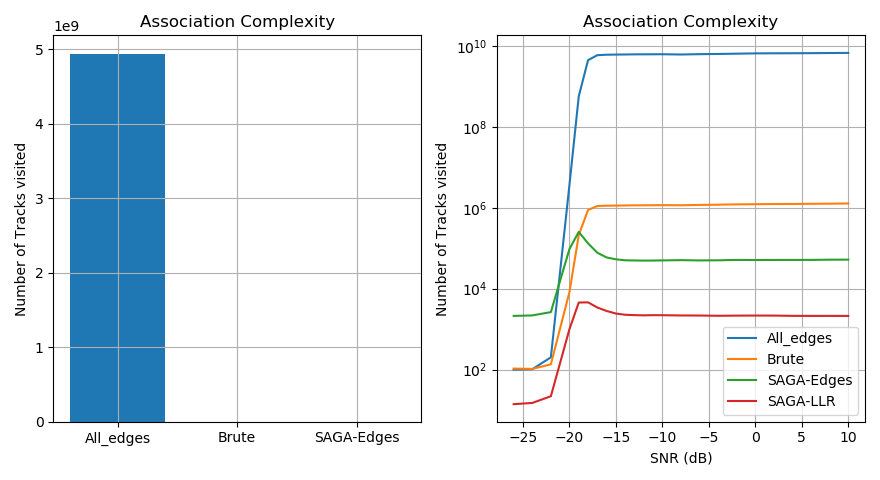 Association Complexity
1e9
Number of Tracks visited
5
4
3
2
1
0
All_edges Brute SAGA-Edges
Association Complexity
Number of Tracks visited
10^10
10^8
10^6
10^4
10^2
All_edges
Brute
SAGA-Edges
SAGA-LLR
−25 −20 −15 −10 −5 0 5 10
SNR (dB)